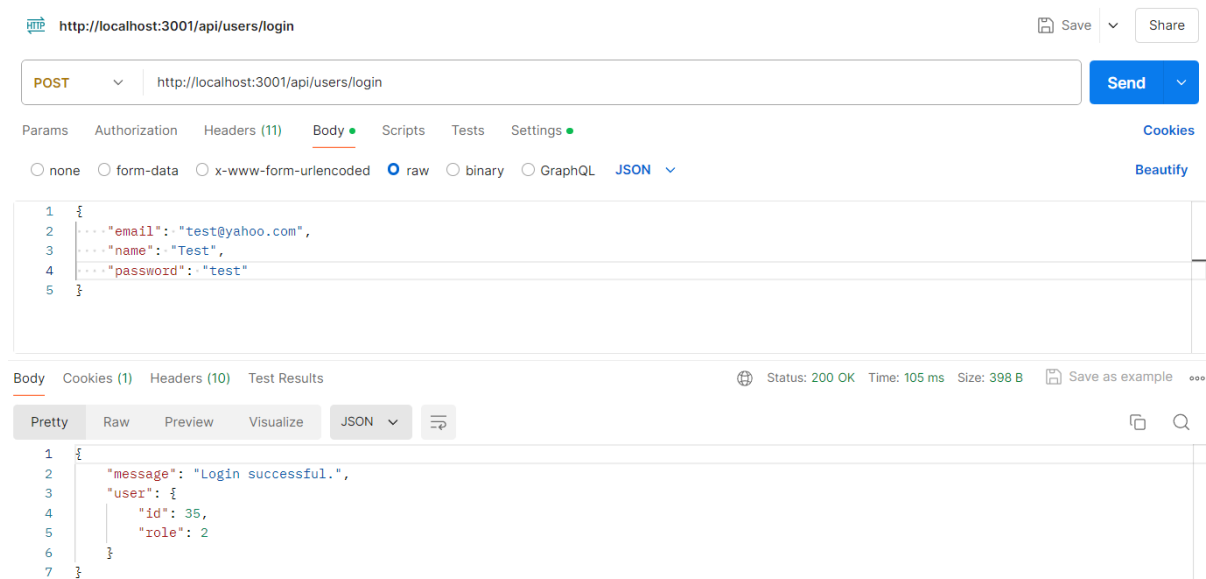 HTTP http://localhost:3001/api/users/login Save Share
POST http://localhost:3001/api/users/login Send
Params Authorization Headers (11) Body Scripts Tests Settings Cookies
none form-data x-www-form-urlencoded raw binary GraphQL JSON Beautify
1 {
2 "email": "test@yahoo.com",
3 "name": "Test",
4 "password": "test"
5 }
Body Cookies (1) Headers (10) Test Results Status: 200 OK Time: 105 ms Size: 398 B Save as example
Pretty Raw Preview Visualize JSON
1 {
2 "message": "Login successful.",
3 "user": {
4 "id": 35,
5 "role": 2
6 }
7 }